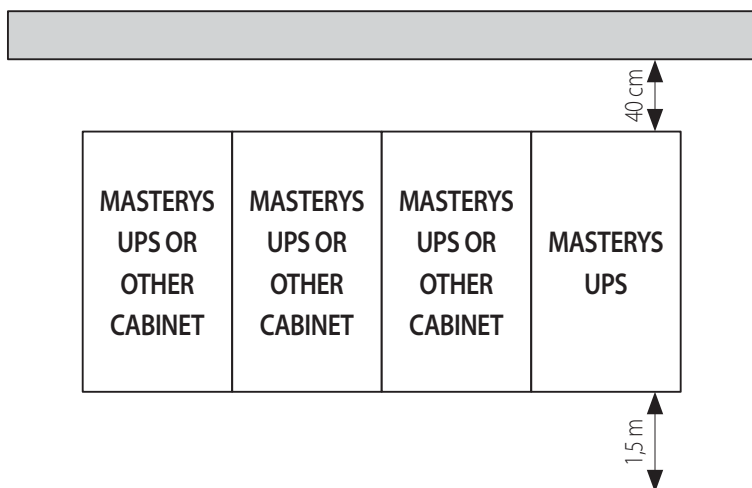 40 cm
MASTERYS
UPS OR
OTHER
CABINET
MASTERYS
UPS OR
OTHER
CABINET
MASTERYS
UPS OR
OTHER
CABINET
MASTERYS
UPS
1,5 m